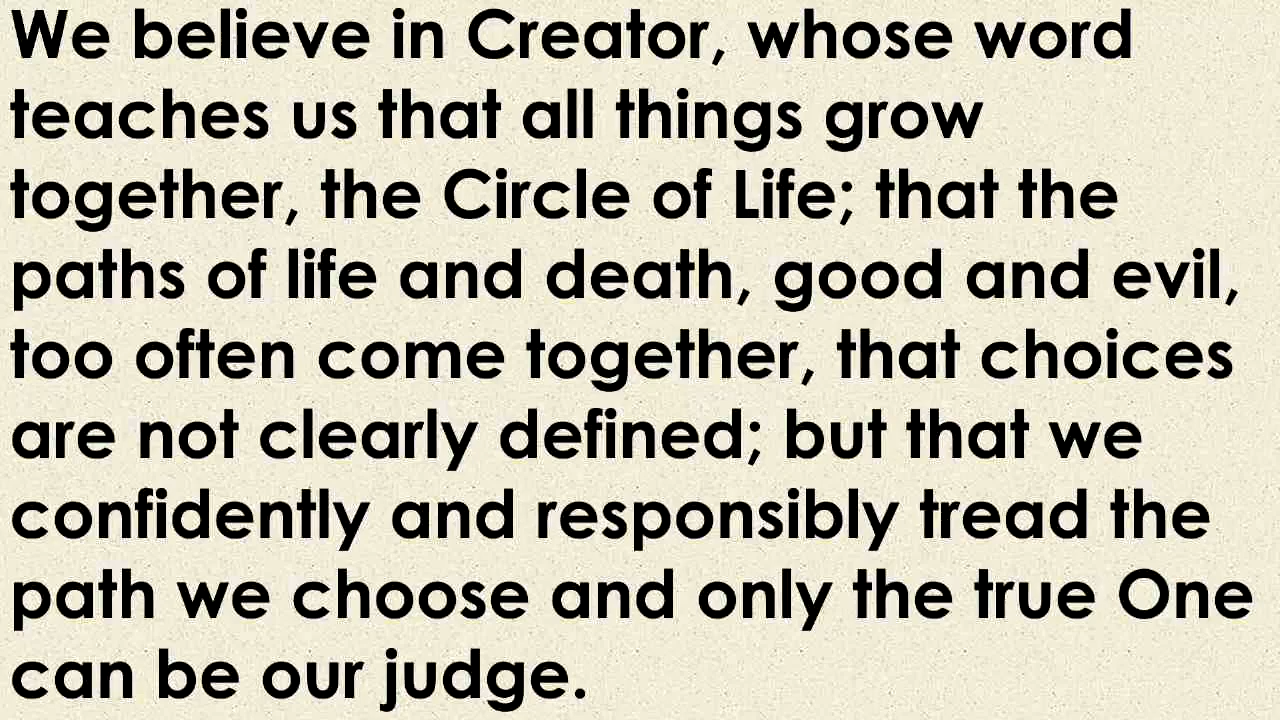 We believe in Creator, whose word
teaches us that all things grow
together, the Circle of Life; that the
paths of life and death, good and evil,
too often come together, that choices
are not clearly defined; but that we
confidently and responsibly tread the
path we choose and only the true One
can be our judge.